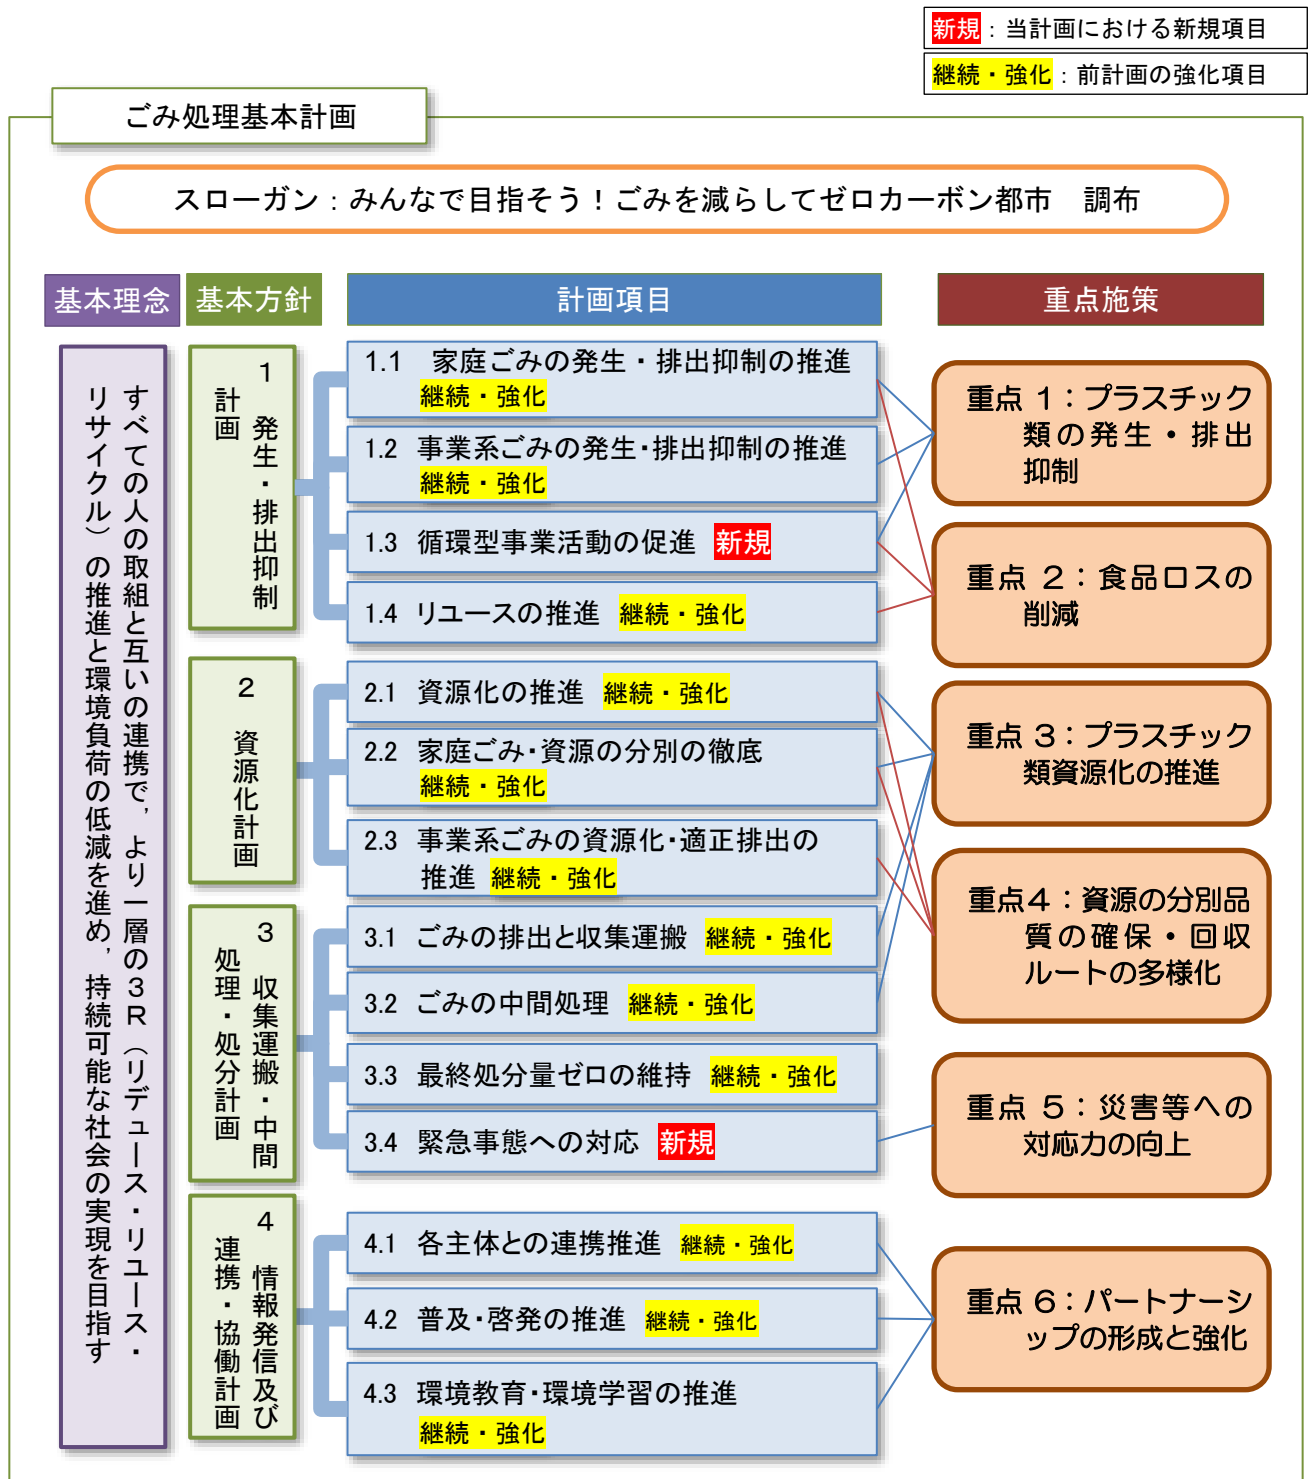 新規：当計画における新規項目
継続・強化：前計画の強化項目
ごみ処理基本計画
スローガン：みんなで目指そう！ごみを減らしてゼロカーボン都市　調布
基本理念
基本方針
計画項目
重点施策
すべての人の取組と互いの連携で，より一層の３Ｒ（リデュース・リユース・
リサイクル）の推進と環境負荷の低減を進め，持続可能な社会の実現を目指す
１　発生・排出抑制
計画
1.1　家庭ごみの発生・排出抑制の推進
継続・強化
1.2 事業系ごみの発生･排出抑制の推進
継続・強化
1.3 循環型事業活動の促進 新規
1.4 リユースの推進 継続・強化
２　資源化計画
2.1 資源化の推進 継続・強化
2.2 家庭ごみ･資源の分別の徹底
継続・強化
2.3 事業系ごみの資源化･適正排出の
推進 継続・強化
３　収集運搬・中間
処理・処分計画
3.1 ごみの排出と収集運搬 継続・強化
3.2 ごみの中間処理 継続・強化
3.3 最終処分量ゼロの維持 継続・強化
3.4 緊急事態への対応 新規
４　情報発信及び
連携・協働計画
4.1 各主体との連携推進 継続・強化
4.2 普及･啓発の推進 継続・強化
4.3 環境教育･環境学習の推進
継続・強化
重点 １：プラスチック
類の発生・排出
抑制
重点 ２：食品ロスの
削減
重点 ３：プラスチック
類資源化の推進
重点４：資源の分別品
質の確保・回収
ルートの多様化
重点 ５：災害等への
対応力の向上
重点 ６：パートナーシ
ップの形成と強化